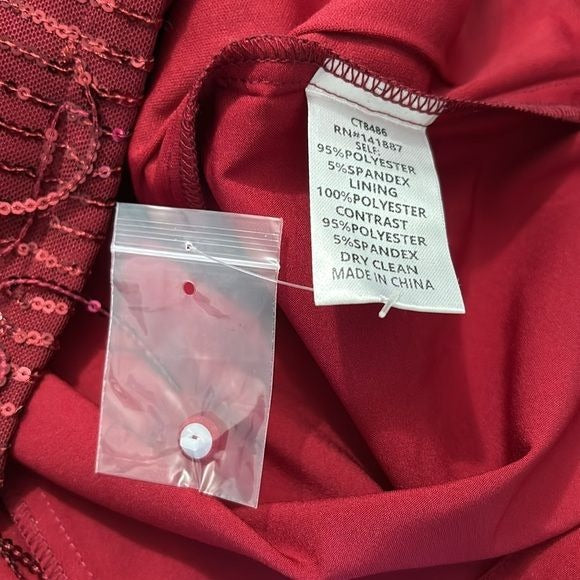 CT8486
RN#141887
SELF:
95%POLYESTER
5%SPANDEX
LINING
100%POLYESTER
CONTRAST
95%POLYESTER
5%SPANDEX
DRY CLEAN
MADE IN CHINA